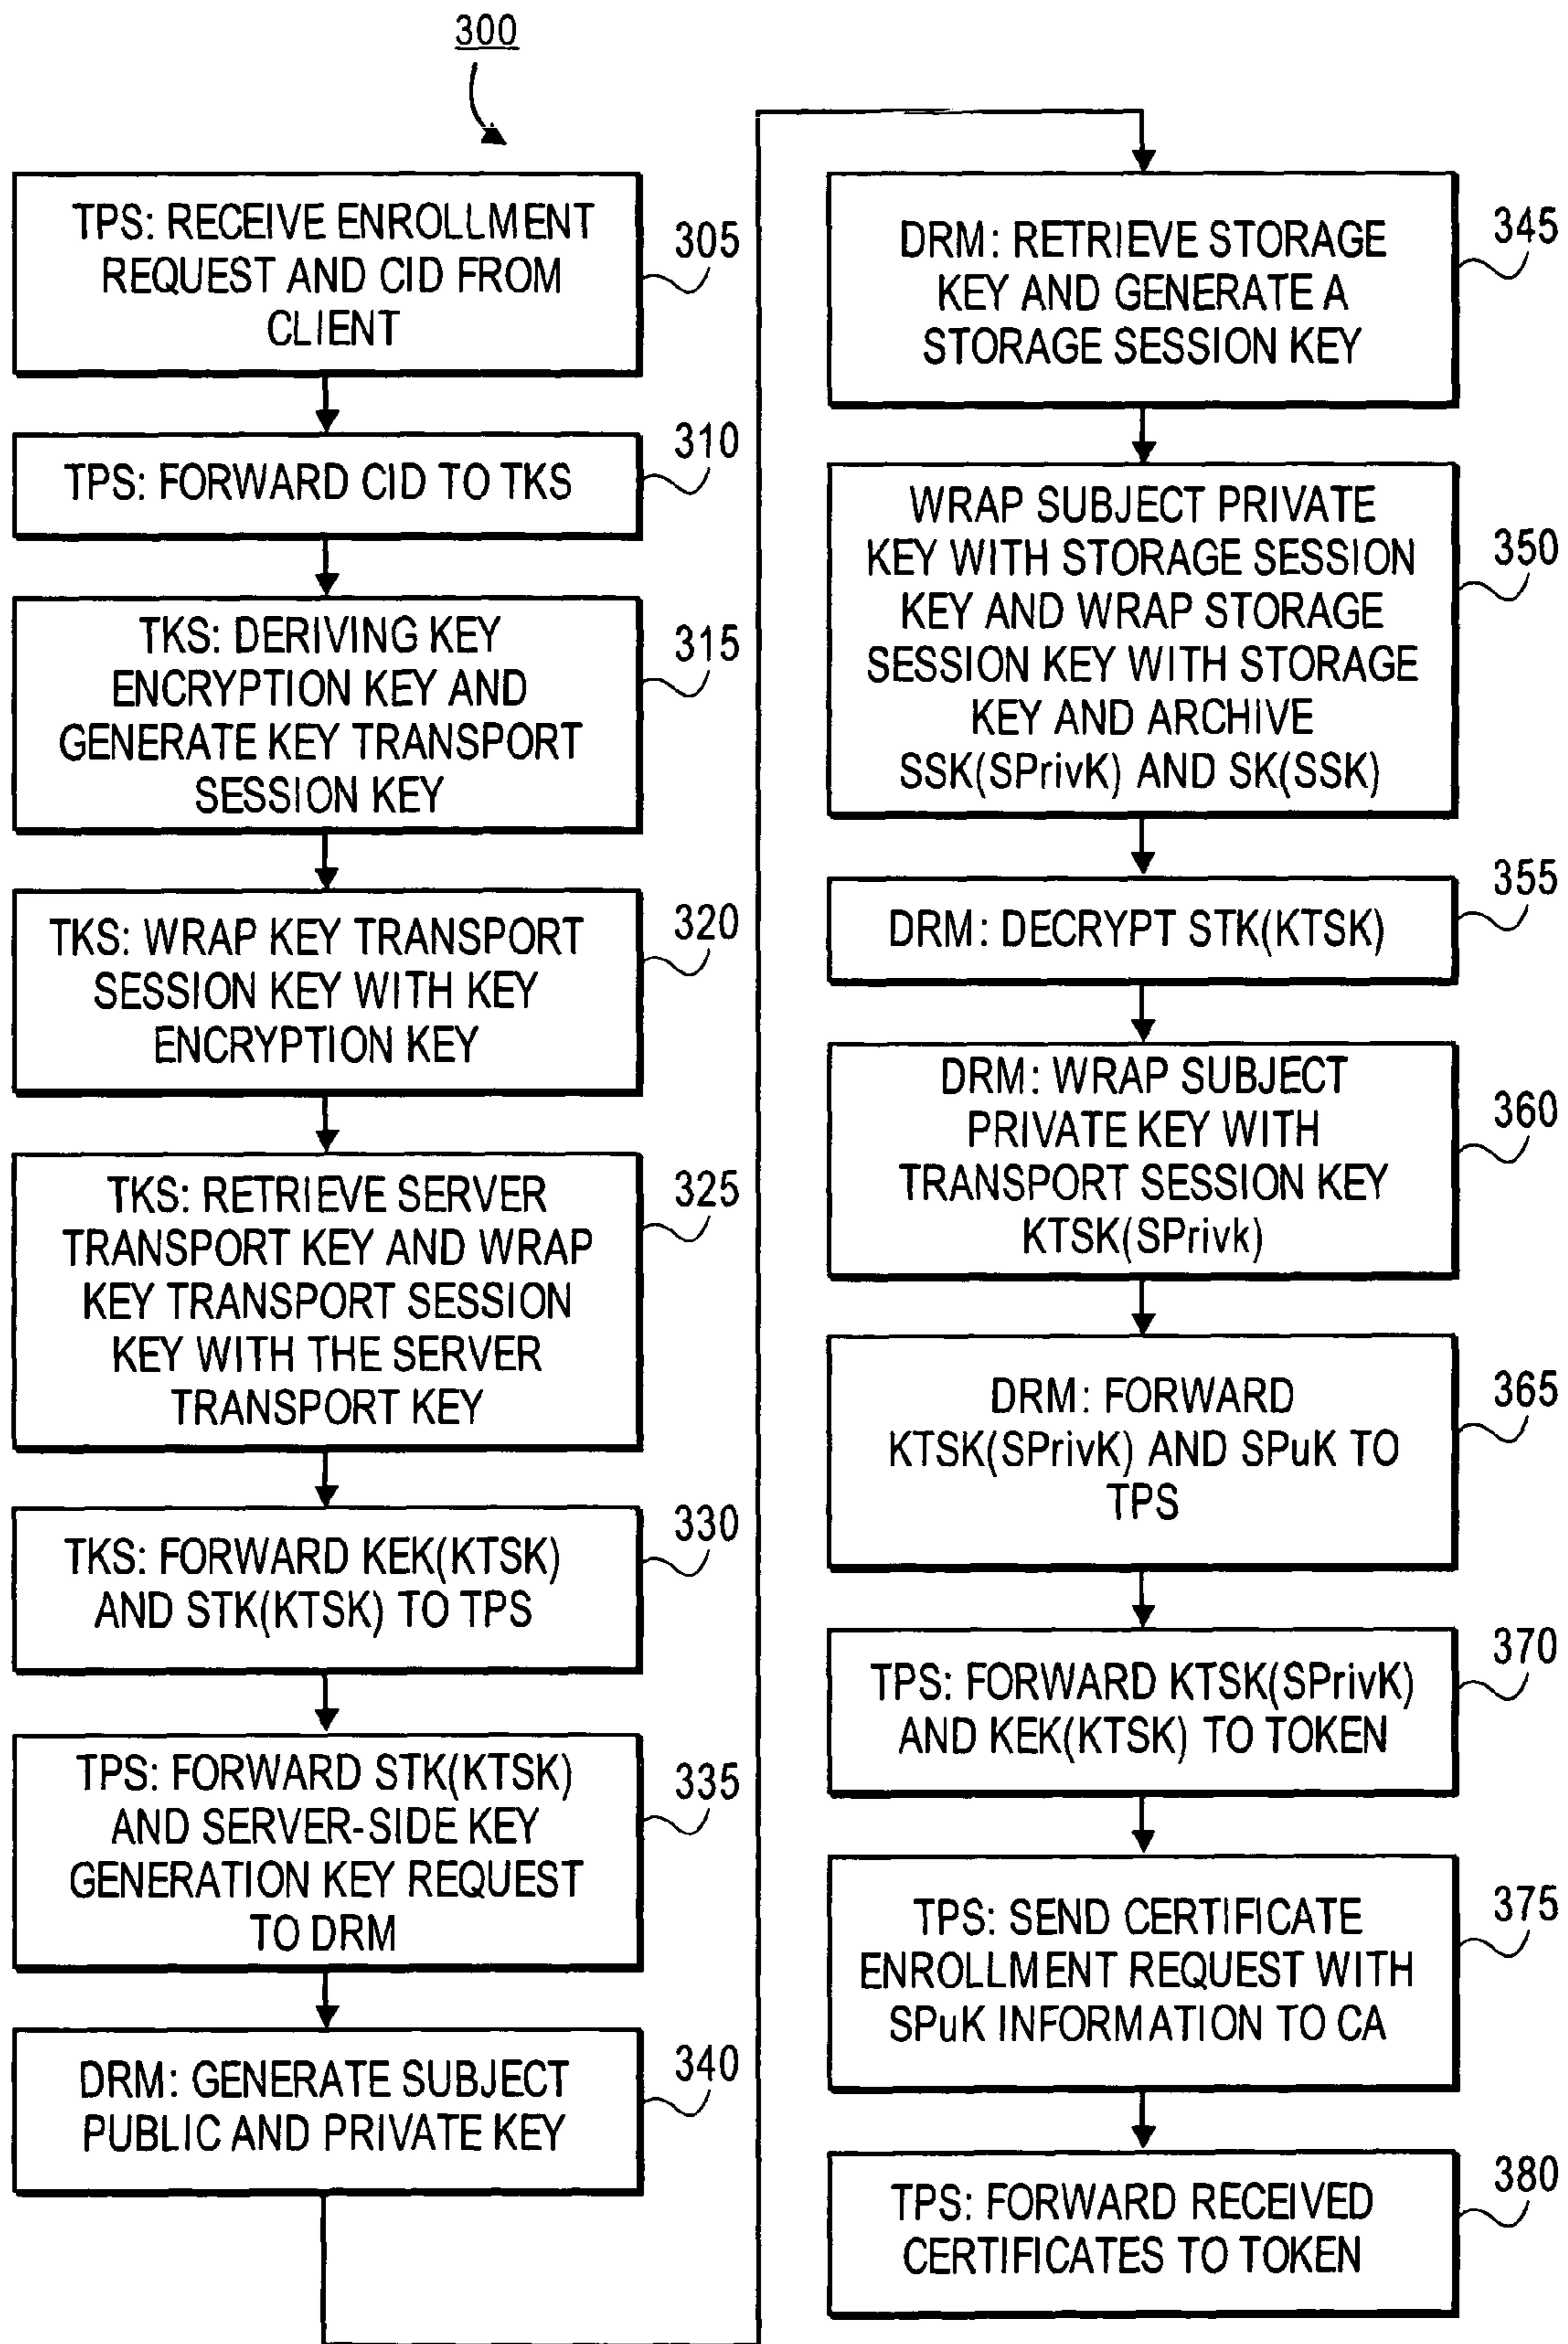 300
TPS: RECEIVE ENROLLMENT
REQUEST AND CID FROM
CLIENT
305
TPS: FORWARD CID TO TKS
310
TKS: DERIVING KEY
ENCRYPTION KEY AND
GENERATE KEY TRANSPORT
SESSION KEY
315
TKS: WRAP KEY TRANSPORT
SESSION KEY WITH KEY
ENCRYPTION KEY
320
TKS: RETRIEVE SERVER
TRANSPORT KEY AND WRAP
KEY TRANSPORT SESSION
KEY WITH THE SERVER
TRANSPORT KEY
325
TKS: FORWARD KEK(KTSK)
AND STK(KTSK) TO TPS
330
TPS: FORWARD STK(KTSK)
AND SERVER-SIDE KEY
GENERATION KEY REQUEST
TO DRM
335
DRM: GENERATE SUBJECT
PUBLIC AND PRIVATE KEY
340
DRM: RETRIEVE STORAGE
KEY AND GENERATE A
STORAGE SESSION KEY
345
WRAP SUBJECT PRIVATE
KEY WITH STORAGE SESSION
KEY AND WRAP STORAGE
SESSION KEY WITH STORAGE
KEY AND ARCHIVE
SSK(SPrivK) AND SK(SSK)
350
DRM: DECRYPT STK(KTSK)
355
DRM: WRAP SUBJECT
PRIVATE KEY WITH
TRANSPORT SESSION KEY
KTSK(SPrivk)
360
DRM: FORWARD
KTSK(SPrivK) AND SPuK TO
TPS
365
TPS: FORWARD KTSK(SPrivK)
AND KEK(KTSK) TO TOKEN
370
TPS: SEND CERTIFICATE
ENROLLMENT REQUEST WITH
SPuK INFORMATION TO CA
375
TPS: FORWARD RECEIVED
CERTIFICATES TO TOKEN
380